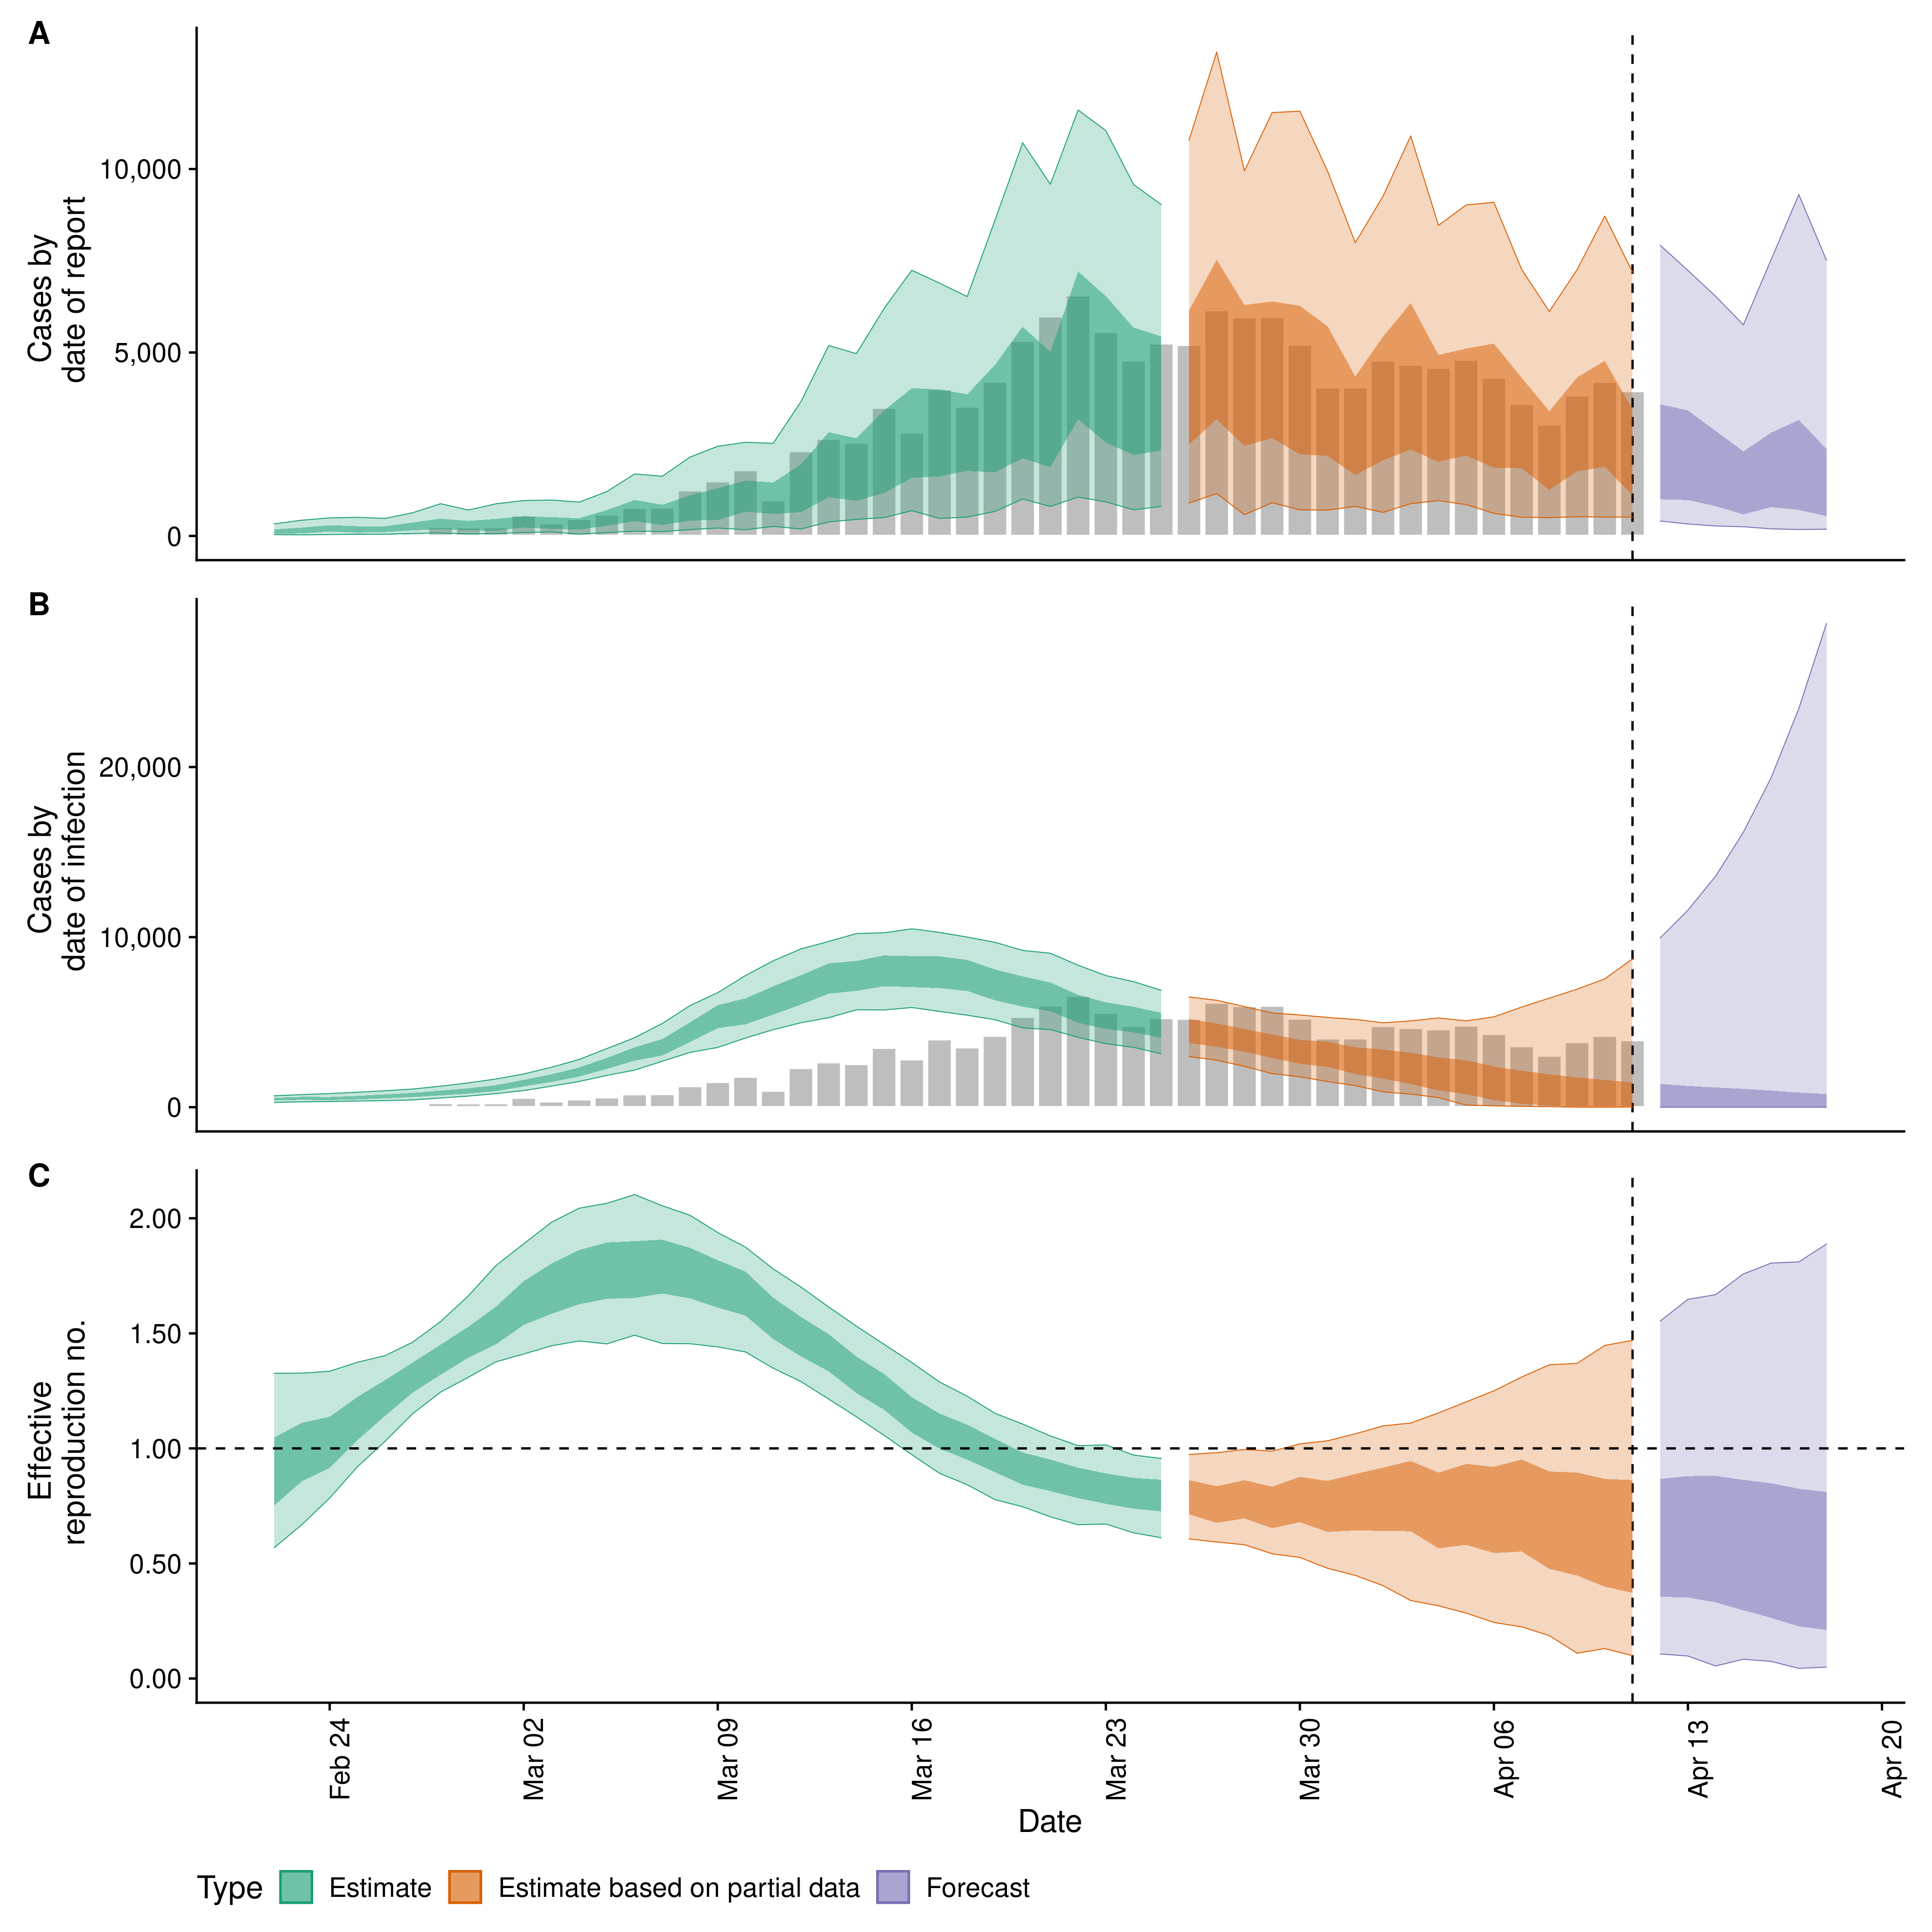 A
Cases by
date of report
10,000
5,000
0
B
Cases by
date of infection
20,000
10,000
0
C
Effective
reproduction no.
2.00
1.50
1.00
0.50
0.00
Feb 24
Mar 02
Mar 09
Mar 16
Mar 23
Mar 30
Apr 06
Apr 13
Apr 20
Date
Type Estimate Estimate based on partial data Forecast